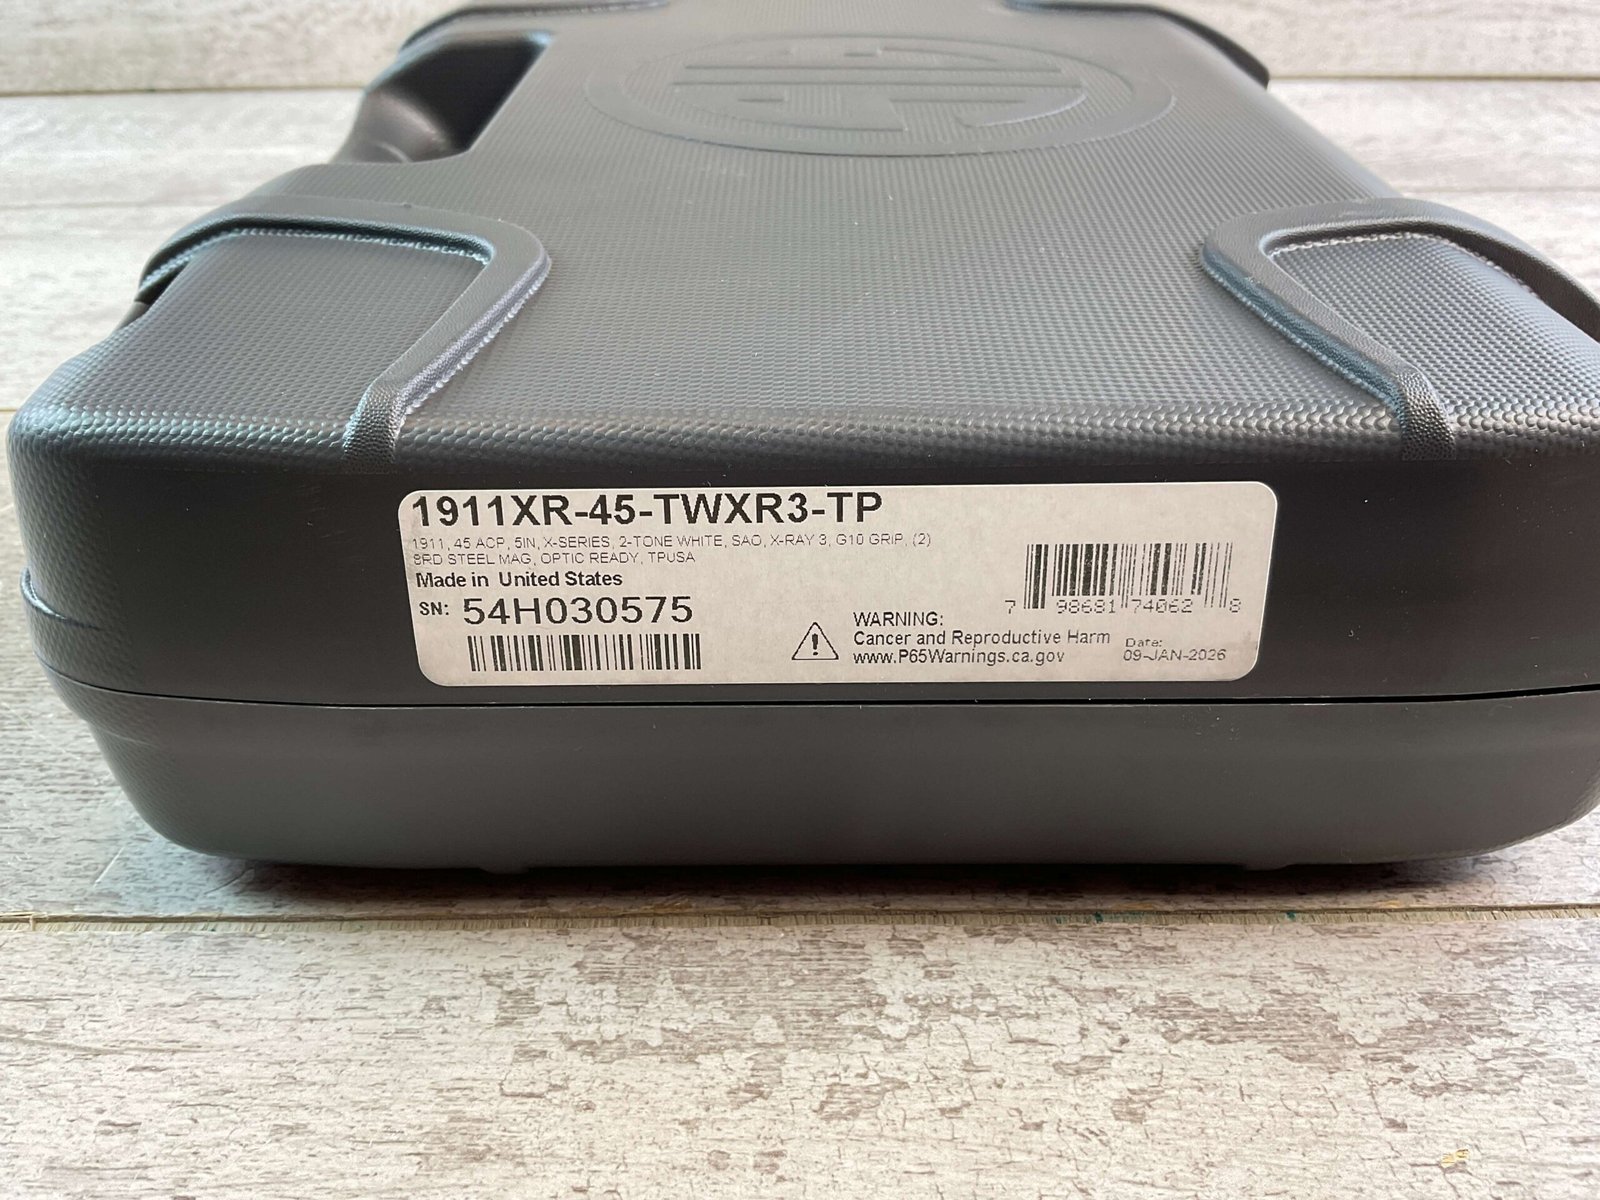 1911XR-45-TWXR3-TP
1911, 45 ACP, 5IN, X-SERIES, 2-TONE WHITE, SAO, X-RAY 3, G10 GRIP, (2)
8RD STEEL MAG, OPTIC READY, TPUSA
Made in United States
SN: 54H030575
WARNING:
Cancer and Reproductive Harm
www.P65Warnings.ca.gov
7 98681 74062 8
Date:
09-JAN-2026